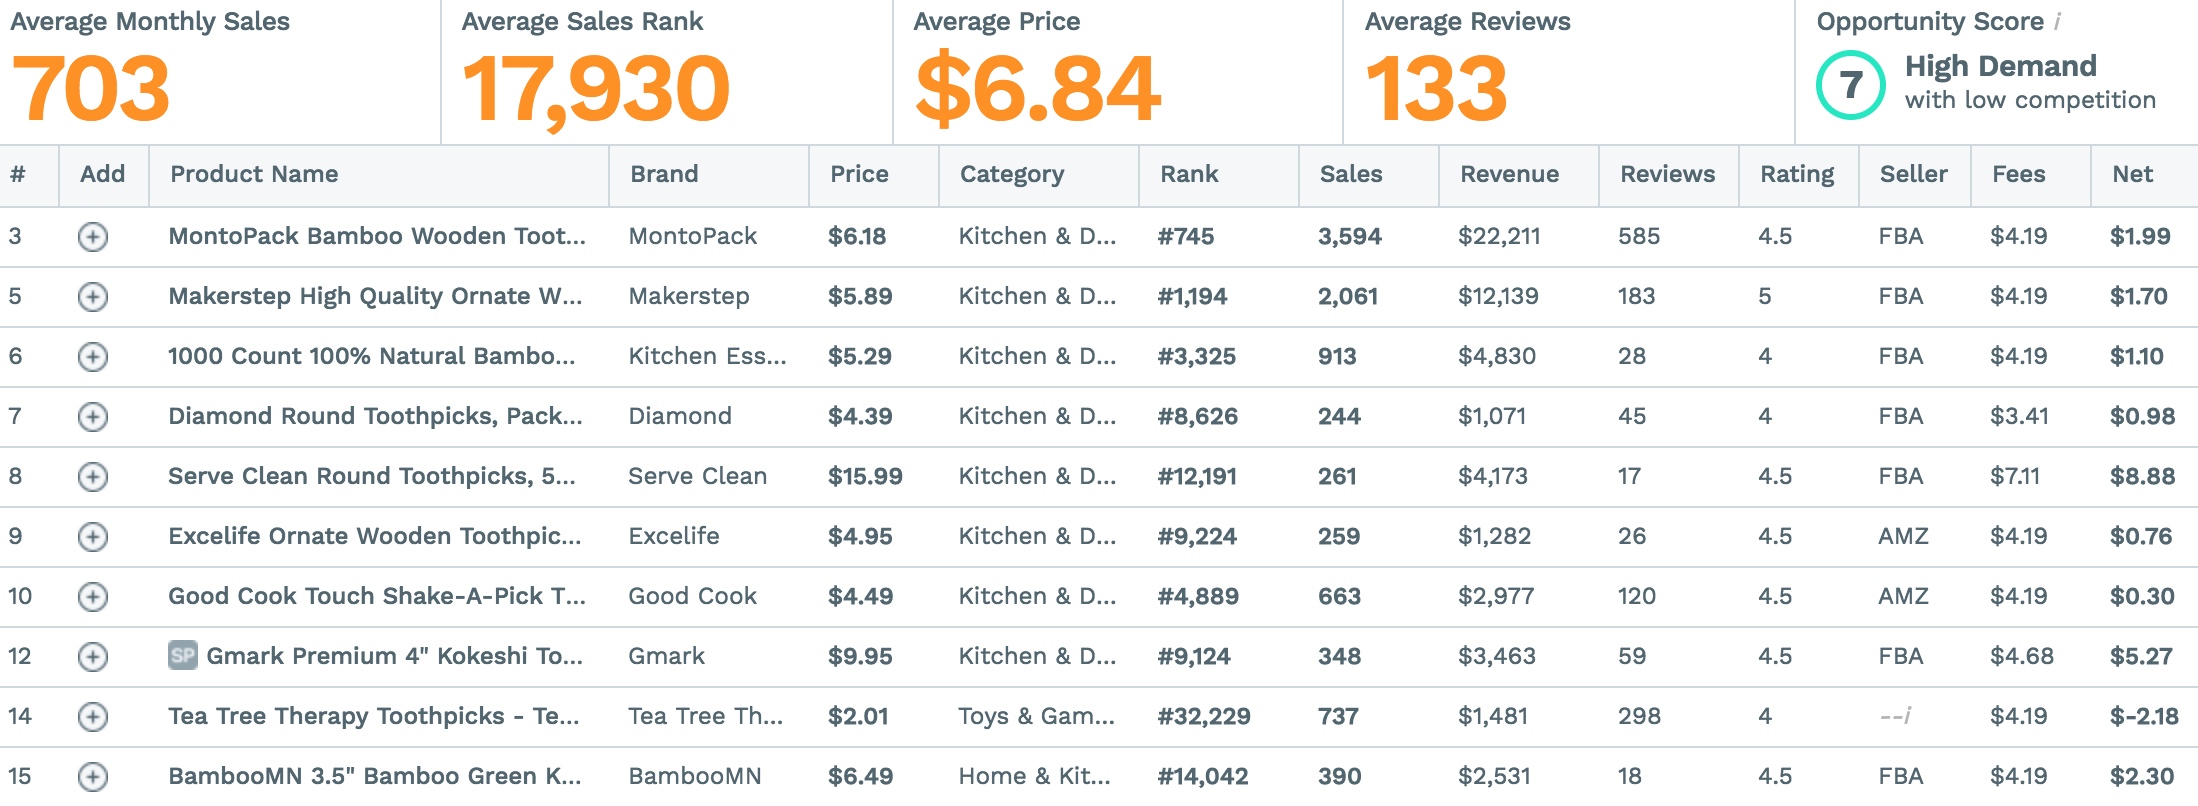 Average Monthly Sales Average Sales Rank Average Price Average Reviews Opportunity Score i
703 17,930 $6.84 133 7 High Demand
with low competition
# Add Product Name Brand Price Category Rank Sales Revenue Reviews Rating Seller Fees Net
3 MontoPack Bamboo Wooden Toot... MontoPack $6.18 Kitchen & D... #745 3,594 $22,211 585 4.5 FBA $4.19 $1.99
5 Makerstep High Quality Ornate W... Makerstep $5.89 Kitchen & D... #1,194 2,061 $12,139 183 5 FBA $4.19 $1.70
6 1000 Count 100% Natural Bambo... Kitchen Ess... $5.29 Kitchen & D... #3,325 913 $4,830 28 4 FBA $4.19 $1.10
7 Diamond Round Toothpicks, Pack... Diamond $4.39 Kitchen & D... #8,626 244 $1,071 45 4 FBA $3.41 $0.98
8 Serve Clean Round Toothpicks, 5... Serve Clean $15.99 Kitchen & D... #12,191 261 $4,173 17 4.5 FBA $7.11 $8.88
9 Excelife Ornate Wooden Toothpic... Excelife $4.95 Kitchen & D... #9,224 259 $1,282 26 4.5 AMZ $4.19 $0.76
10 Good Cook Touch Shake-A-Pick T... Good Cook $4.49 Kitchen & D... #4,889 663 $2,977 120 4.5 AMZ $4.19 $0.30
12 SP Gmark Premium 4" Kokeshi To... Gmark $9.95 Kitchen & D... #9,124 348 $3,463 59 4.5 FBA $4.68 $5.27
14 Tea Tree Therapy Toothpicks - Te... Tea Tree Th... $2.01 Toys & Gam... #32,229 737 $1,481 298 4 --i $4.19 $-2.18
15 BambooMN 3.5" Bamboo Green K... BambooMN $6.49 Home & Kit... #14,042 390 $2,531 18 4.5 FBA $4.19 $2.30